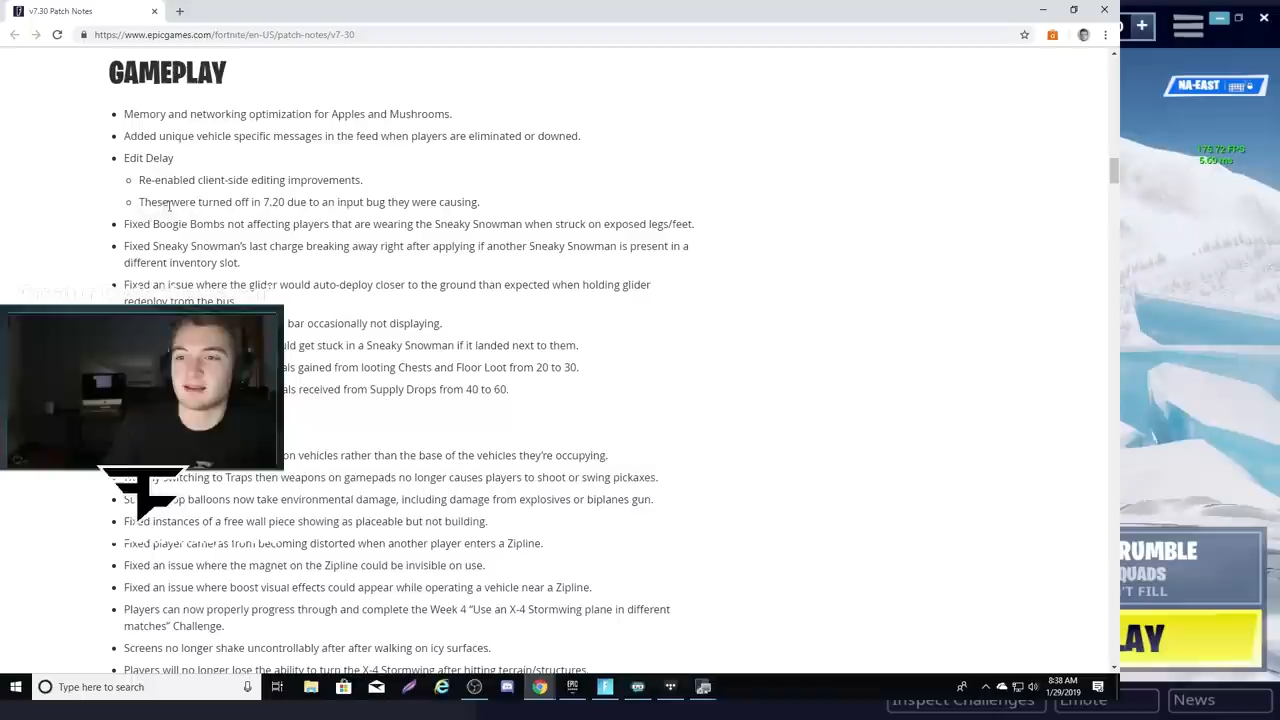 v7.30 Patch Notes
https://www.epicgames.com/fortnite/en-US/patch-notes/v7-30
NA-EAST
GAMEPLAY
Memory and networking optimization for Apples and Mushrooms.
Added unique vehicle specific messages in the feed when players are eliminated or downed.
175.72 FPS
5.69 ms
Edit Delay
Re-enabled client-side editing improvements.
These were turned off in 7.20 due to an input bug they were causing.
Fixed Boogie Bombs not affecting players that are wearing the Sneaky Snowman when struck on exposed legs/feet.
Fixed Sneaky Snowman's last charge breaking away right after applying if another Sneaky Snowman is present in a
different inventory slot.
Fixed an issue where the glider would auto-deploy closer to the ground than expected when holding glider
redeploy from the bus.
bar occasionally not displaying.
get stuck in a Sneaky Snowman if it landed next to them.
gained from looting Chests and Floor Loot from 20 to 30.
received from Supply Drops from 40 to 60.
on vehicles rather than the base of the vehicles they're occupying.
switching to Traps then weapons on gamepads no longer causes players to shoot or swing pickaxes.
balloons now take environmental damage, including damage from explosives or biplanes gun.
Fixed instances of a free wall piece showing as placeable but not building.
Fixed player cameras from becoming distorted when another player enters a Zipline.
Fixed an issue where the magnet on the Zipline could be invisible on use.
Fixed an issue where boost visual effects could appear while operating a vehicle near a Zipline.
Players can now properly progress through and complete the Week 4 “Use an X-4 Stormwing plane in different
matches” Challenge.
Screens no longer shake uncontrollably after after walking on icy surfaces.
Players will no longer lose the ability to turn the X-4 Stormwing after hitting terrain/structures.
RUMBLE
QUADS
'T FILL
LAY
Type here to search
8:38 AM
1/29/2019
Inspect Challenges
Emote
News